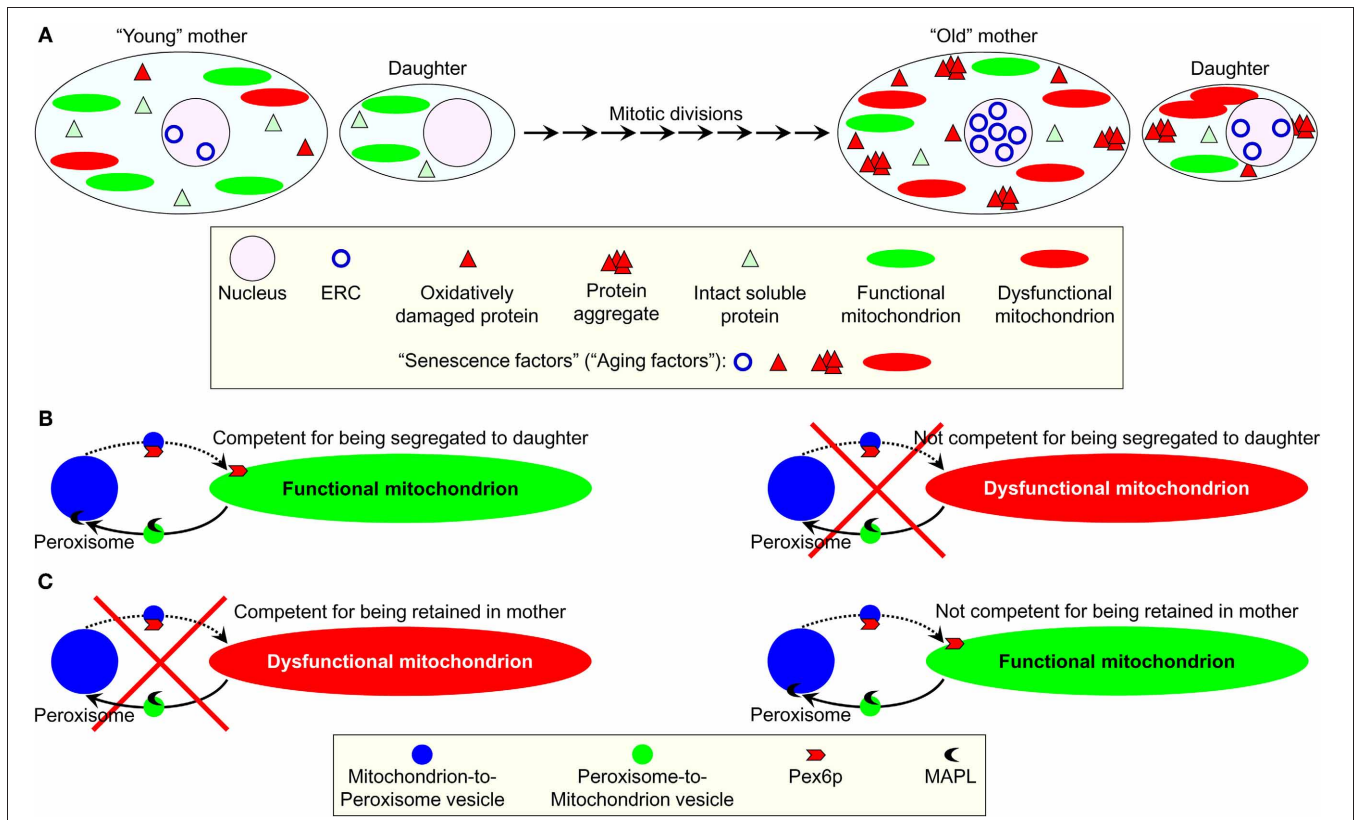 A
“Young” mother
Daughter
Mitotic divisions
“Old” mother
Daughter
Nucleus
ERC
Oxidatively
damaged protein
Protein
aggregate
Intact soluble
protein
Functional
mitochondrion
Dysfunctional
mitochondrion
“Senescence factors” (“Aging factors”):
B
Competent for being segregated to daughter
Functional mitochondrion
Peroxisome
Not competent for being segregated to daughter
Dysfunctional mitochondrion
Peroxisome
C
Competent for being retained in mother
Dysfunctional mitochondrion
Peroxisome
Not competent for being retained in mother
Functional mitochondrion
Peroxisome
Mitochondrion-to-
Peroxisome vesicle
Peroxisome-to-
Mitochondrion vesicle
Pex6p
MAPL